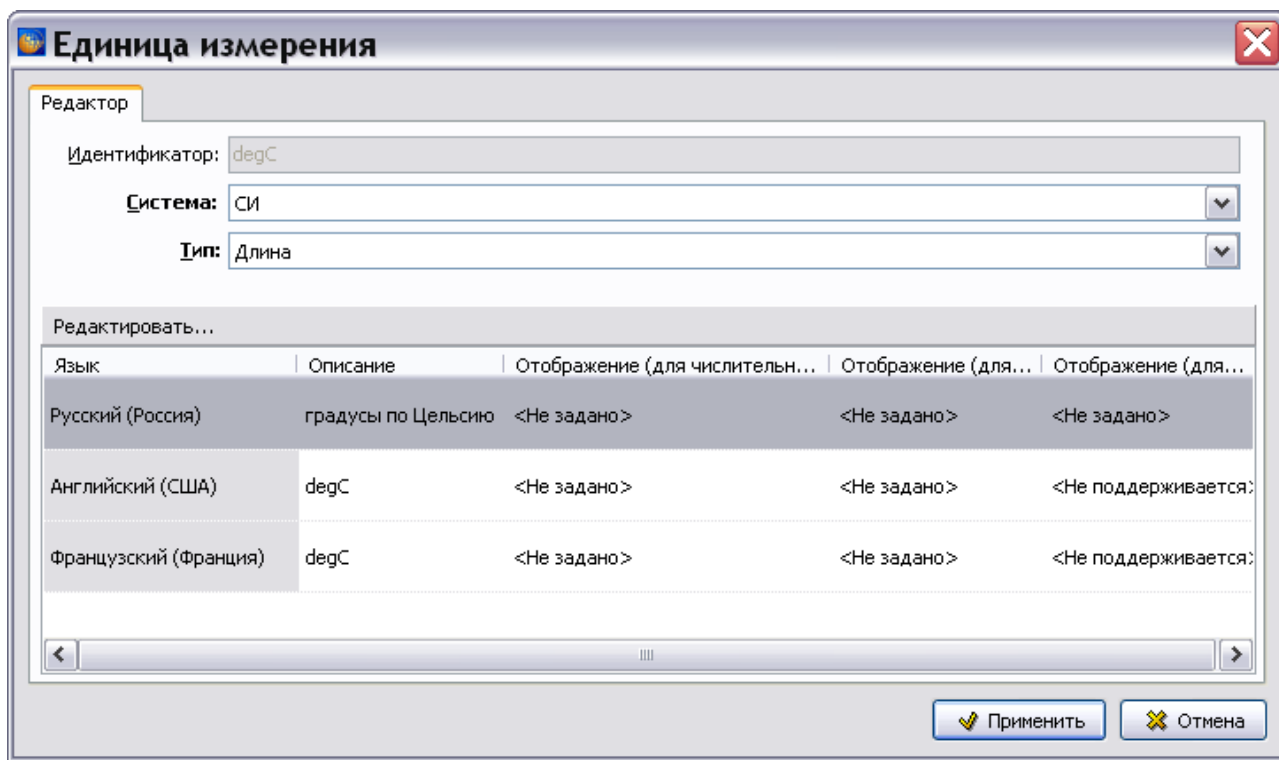 Единица измерения
Редактор
Идентификатор: degC
Система: СИ
Тип: Длина
Редактировать...
Язык Описание Отображение (для числительн... Отображение (для... Отображение (для...
Русский (Россия) градусы по Цельсию <Не задано> <Не задано> <Не задано>
Английский (США) degC <Не задано> <Не задано> <Не поддерживается>
Французский (Франция) degC <Не задано> <Не задано> <Не поддерживается>
Применить Отмена